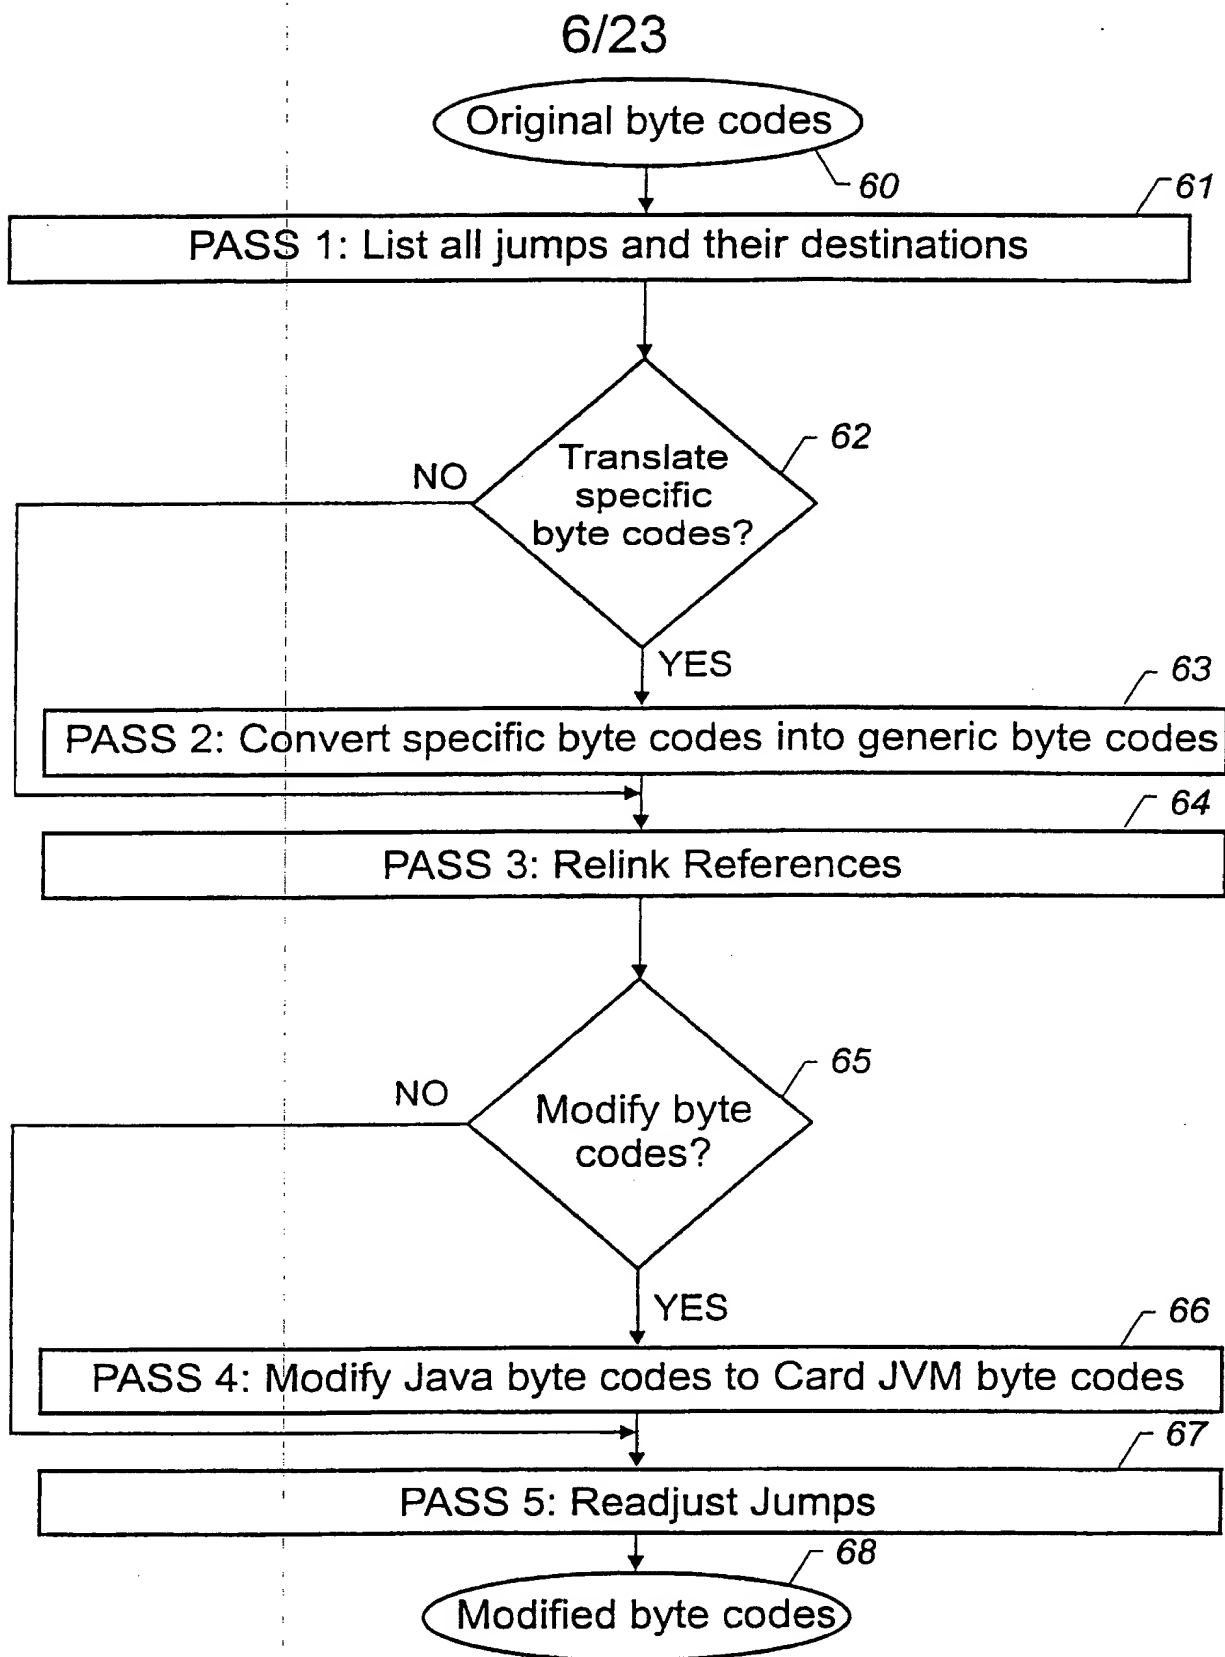 6/23
Original byte codes
60
61
PASS 1: List all jumps and their destinations
62
Translate
specific
byte codes?
NO
YES
63
PASS 2: Convert specific byte codes into generic byte codes
64
PASS 3: Relink References
65
NO
Modify byte
codes?
YES
66
PASS 4: Modify Java byte codes to Card JVM byte codes
67
PASS 5: Readjust Jumps
68
Modified byte codes